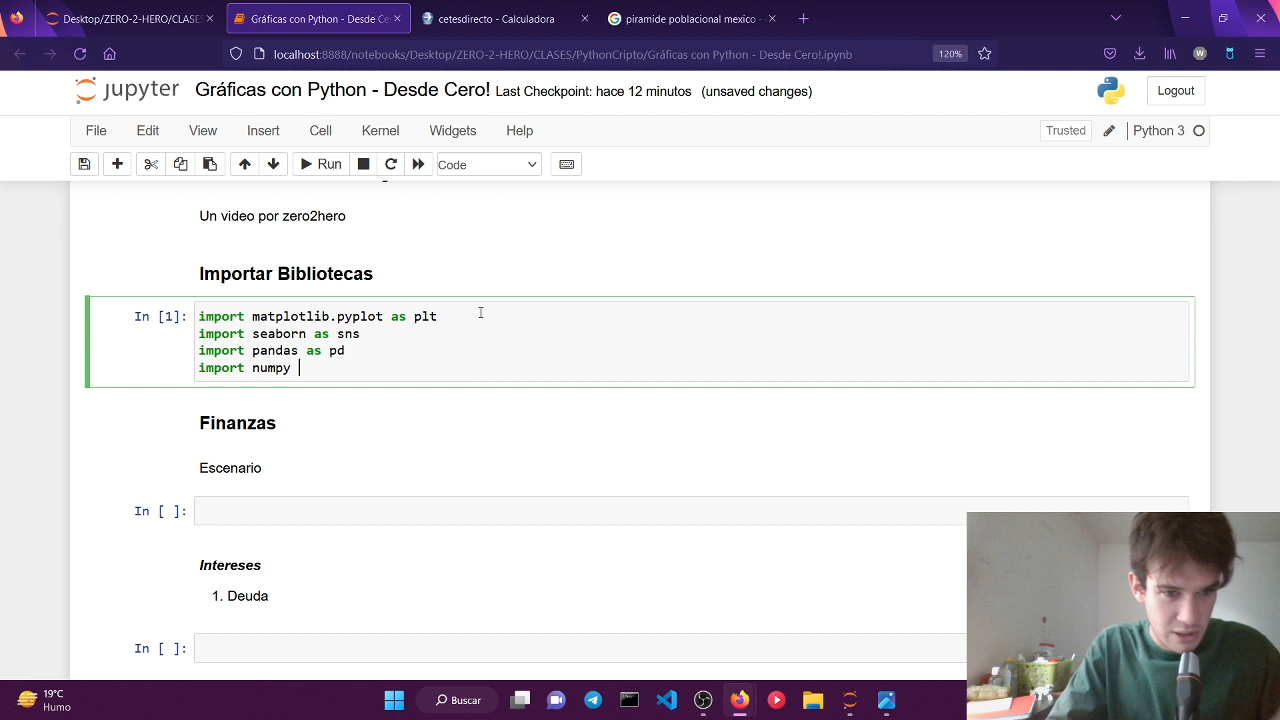 Desktop/ZERO-2-HERO/CLASES
Gráficas con Python - Desde Ce
Festredirero - Calculadora
piramide poblacional mexico -
localhost:8888/notebooks/Desktop/ZERO-2-HERO/CLASES/PythonCripto/Gráficas con Python - Desde Cero!.ipynb
120%
W
jupyter
Gráficas con Python - Desde Cero! Last Checkpoint: hace 12 minutos (unsaved changes)
Logout
File Edit View Insert Cell Kernel Widgets Help
Trusted
Python 3
Run
Code
Un video por zero2hero
Importar Bibliotecas
In [1]:
import matplotlib.pyplot as plt
import seaborn as sns
import pandas as pd
import numpy
Finanzas
Escenario
In [ ]:
Intereses
1. Deuda
In [ ]:
19°C
Humo
Buscar